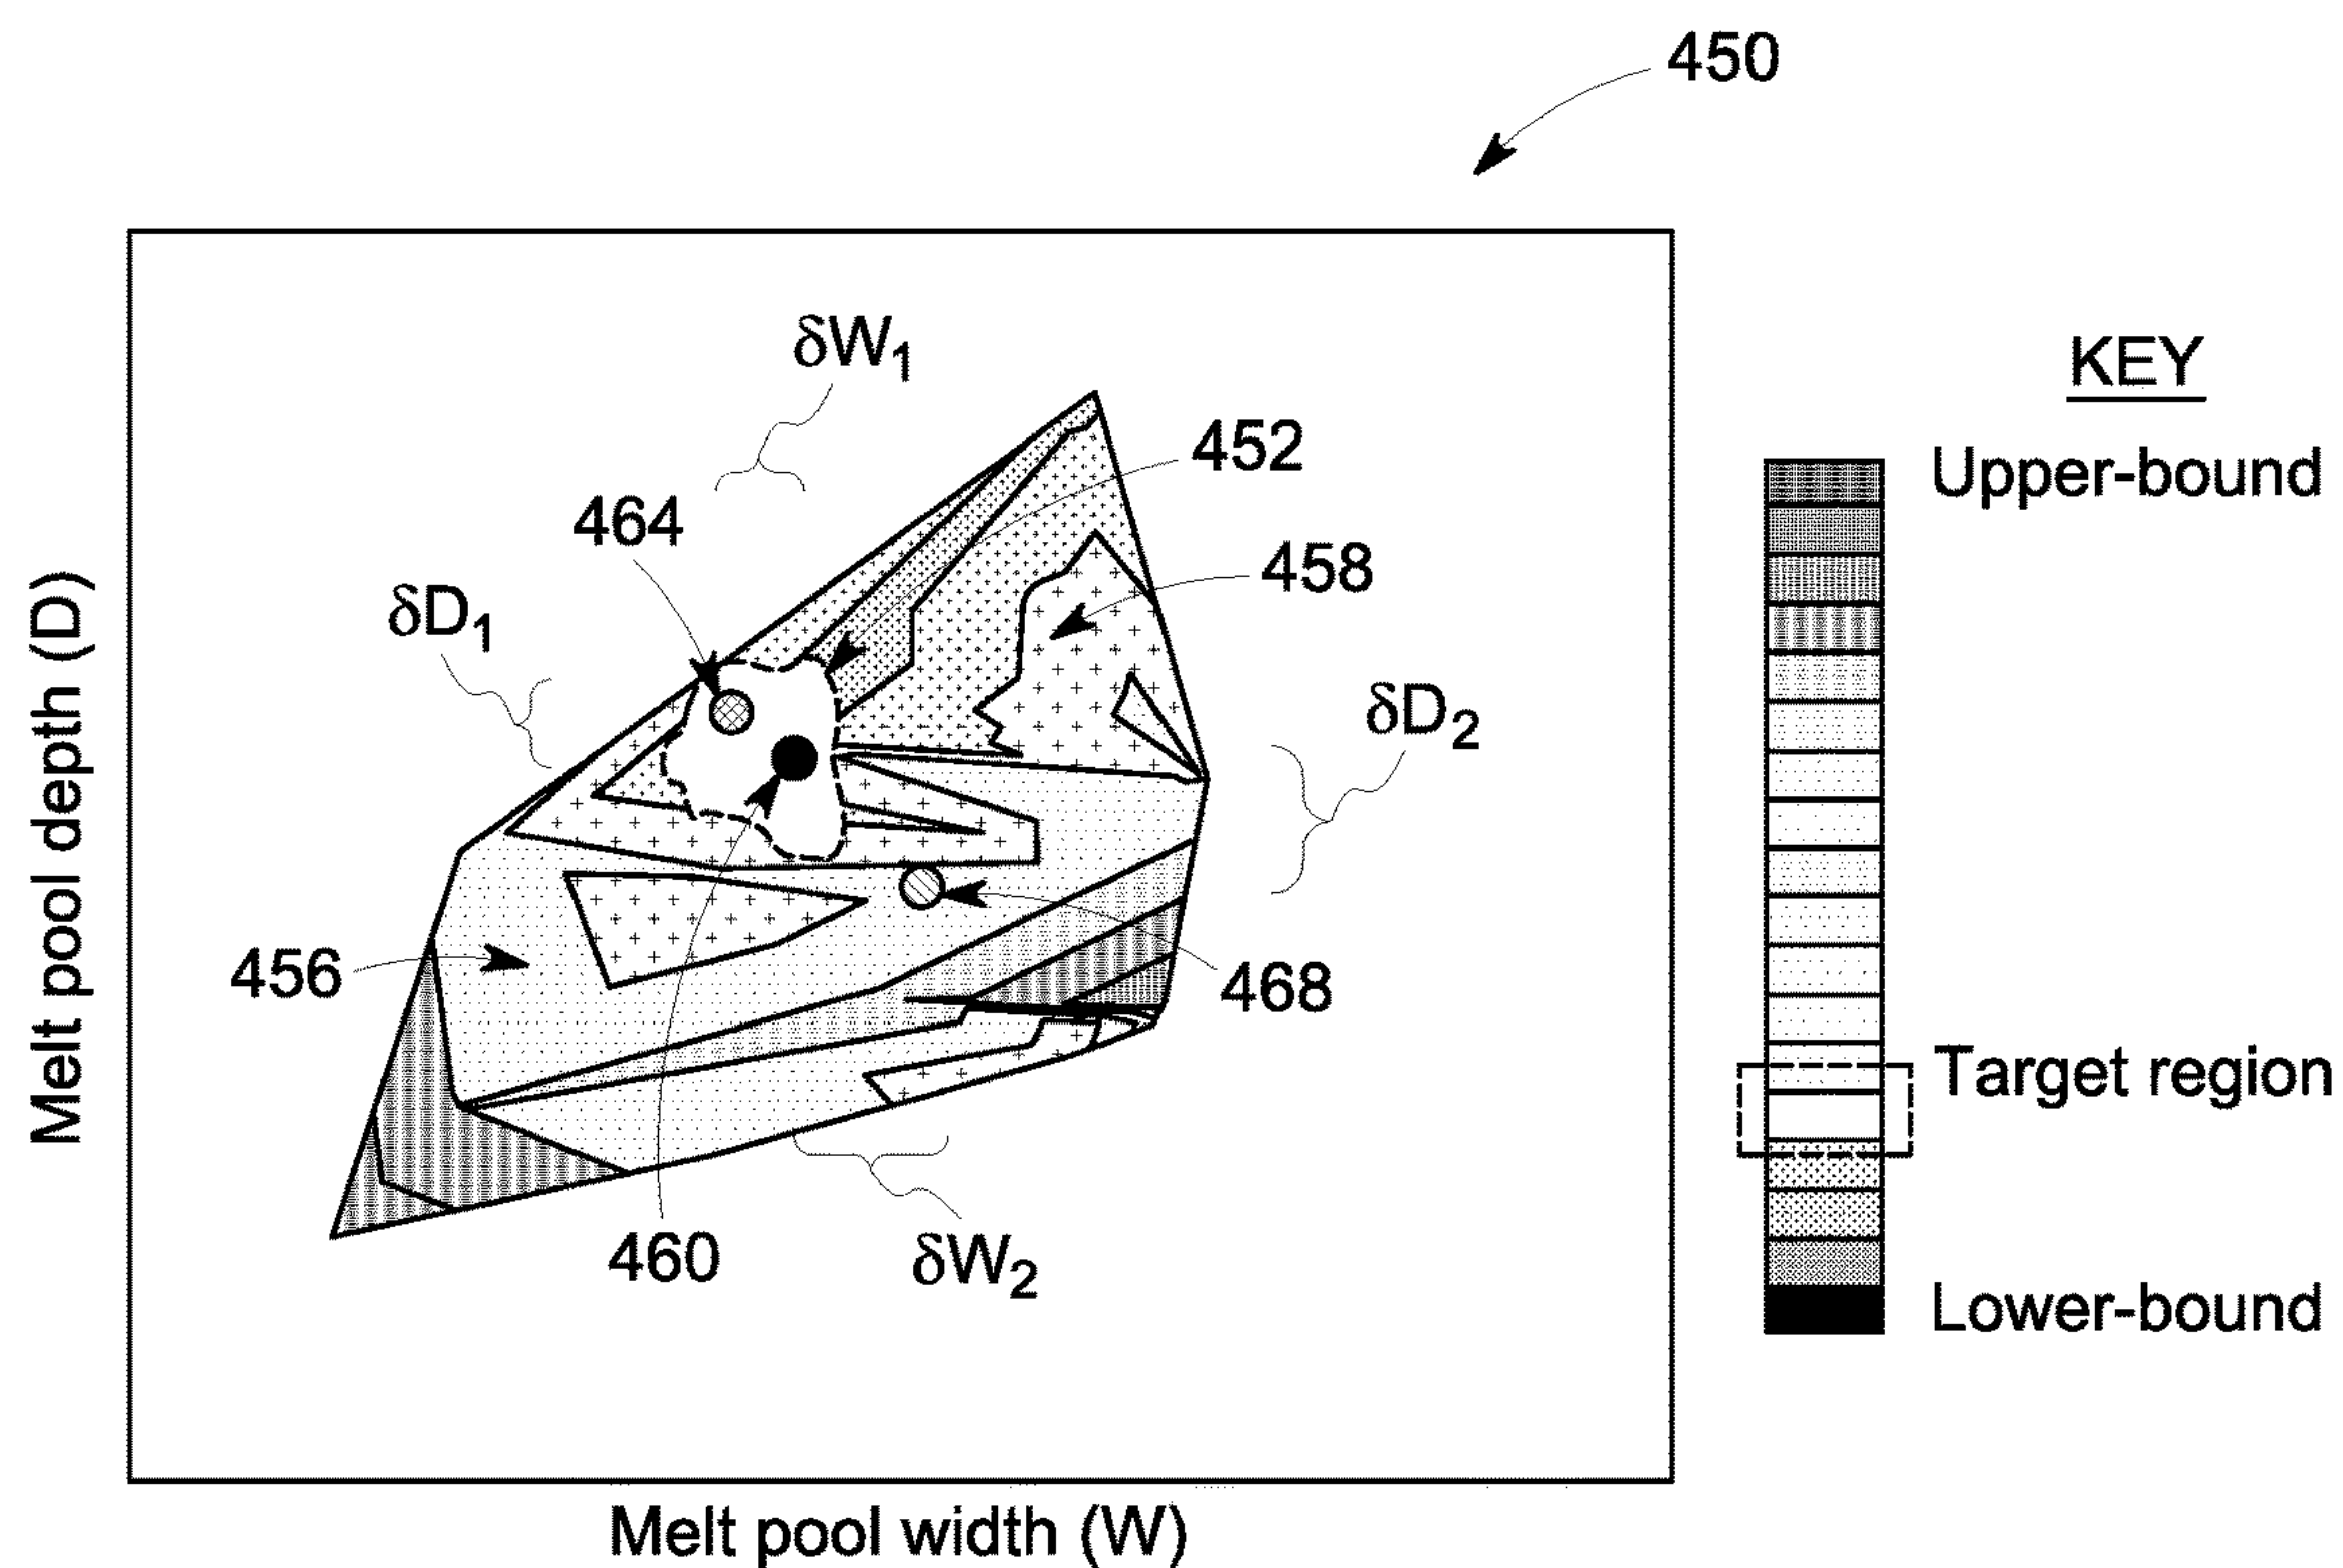 450
δW1
KEY
452
Upper-bound
464
458
δD1
δD2
Melt pool depth (D)
456
468
Target region
460
δW2
Lower-bound
Melt pool width (W)